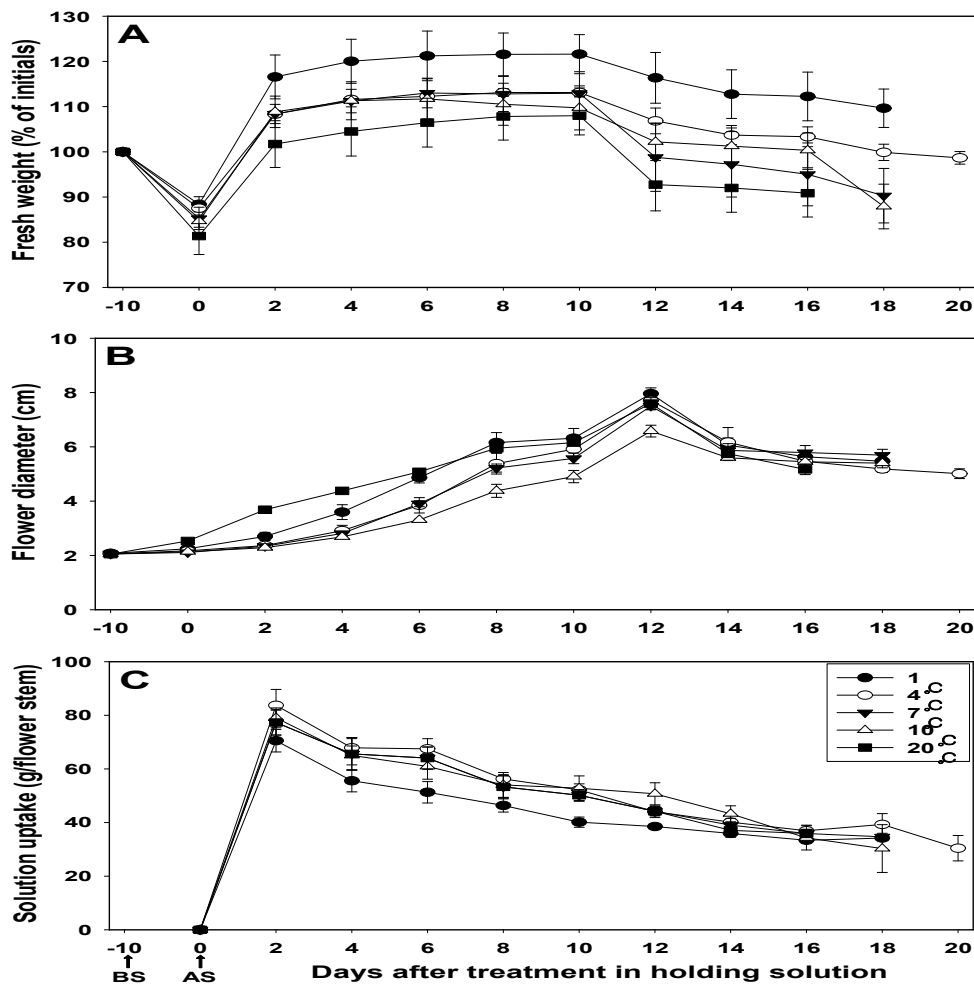 A
Fresh weight (% of initials)
130
120
110
100
90
80
70
-10 0 2 4 6 8 10 12 14 16 18 20
B
Flower diameter (cm)
10
8
6
4
2
0
-10 0 2 4 6 8 10 12 14 16 18 20
C
Solution uptake (g/flower stem)
100
80
60
40
20
0
1
4°C
7°C
10°C
20°C
°C
-10 0 2 4 6 8 10 12 14 16 18 20
BS AS Days after treatment in holding solution